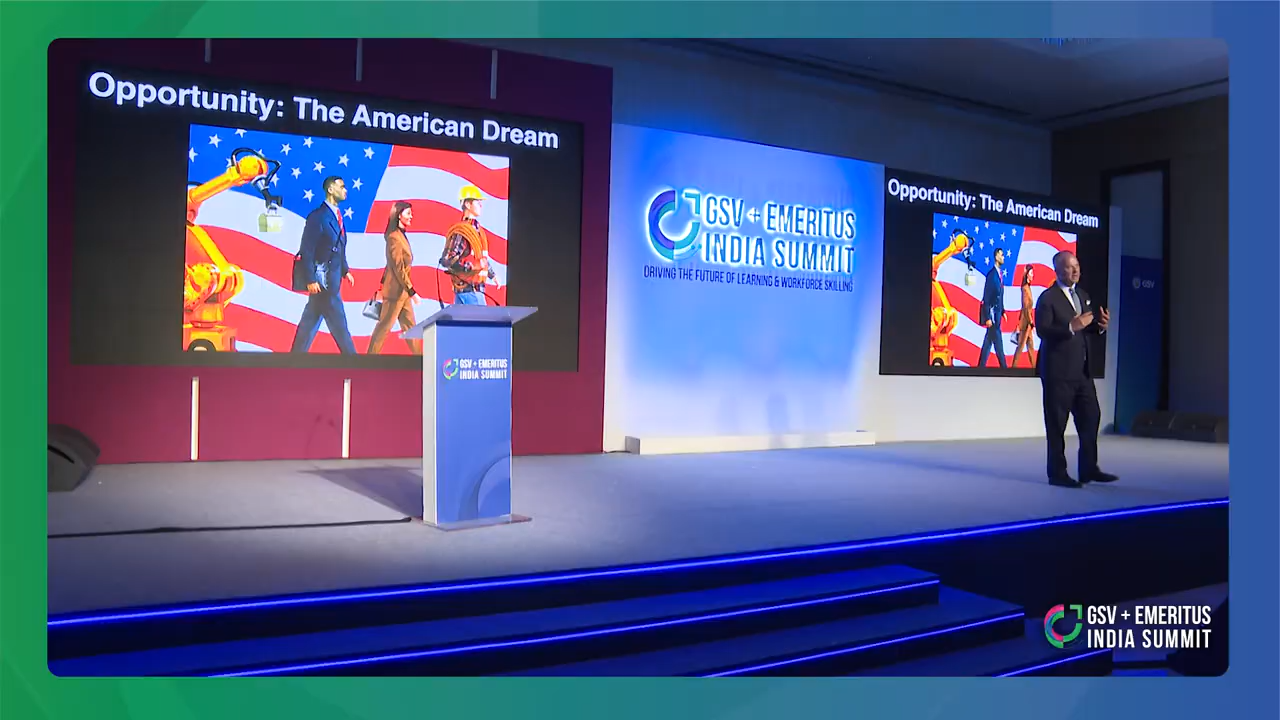 Opportunity: The American Dream
GSV + EMERITUS
INDIA SUMMIT
DRIVING THE FUTURE OF LEARNING & WORKFORCE SKILLING
Opportunity: The American Dream
GSV
GSV + EMERITUS
INDIA SUMMIT
GSV + EMERITUS
INDIA SUMMIT